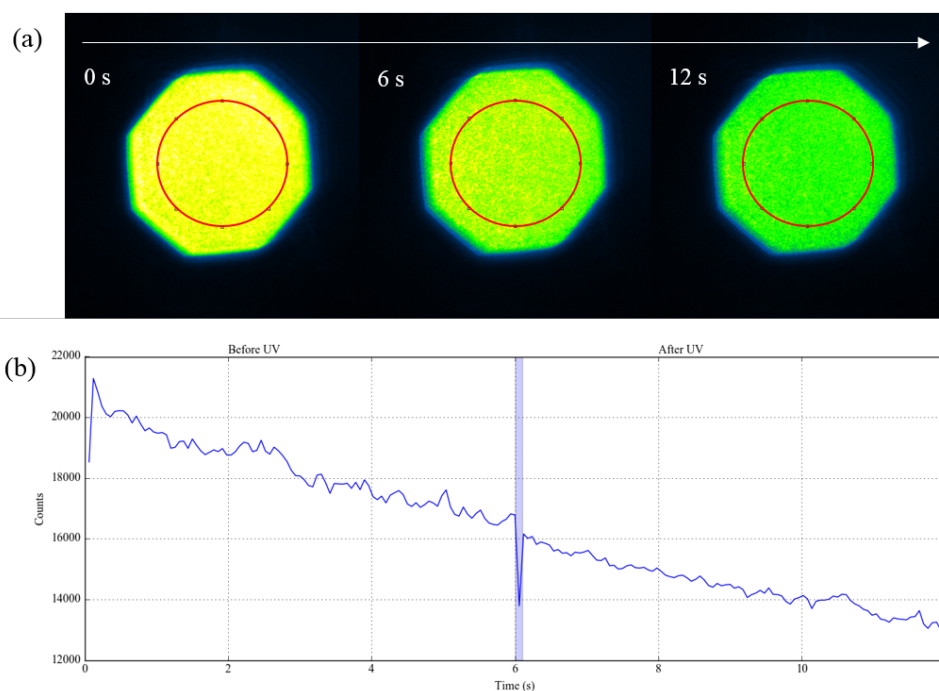 (a)
0 s
6 s
12 s
(b)
Before UV
After UV
22000
20000
18000
16000
14000
12000
Counts
0
2
4
6
8
10
Time (s)